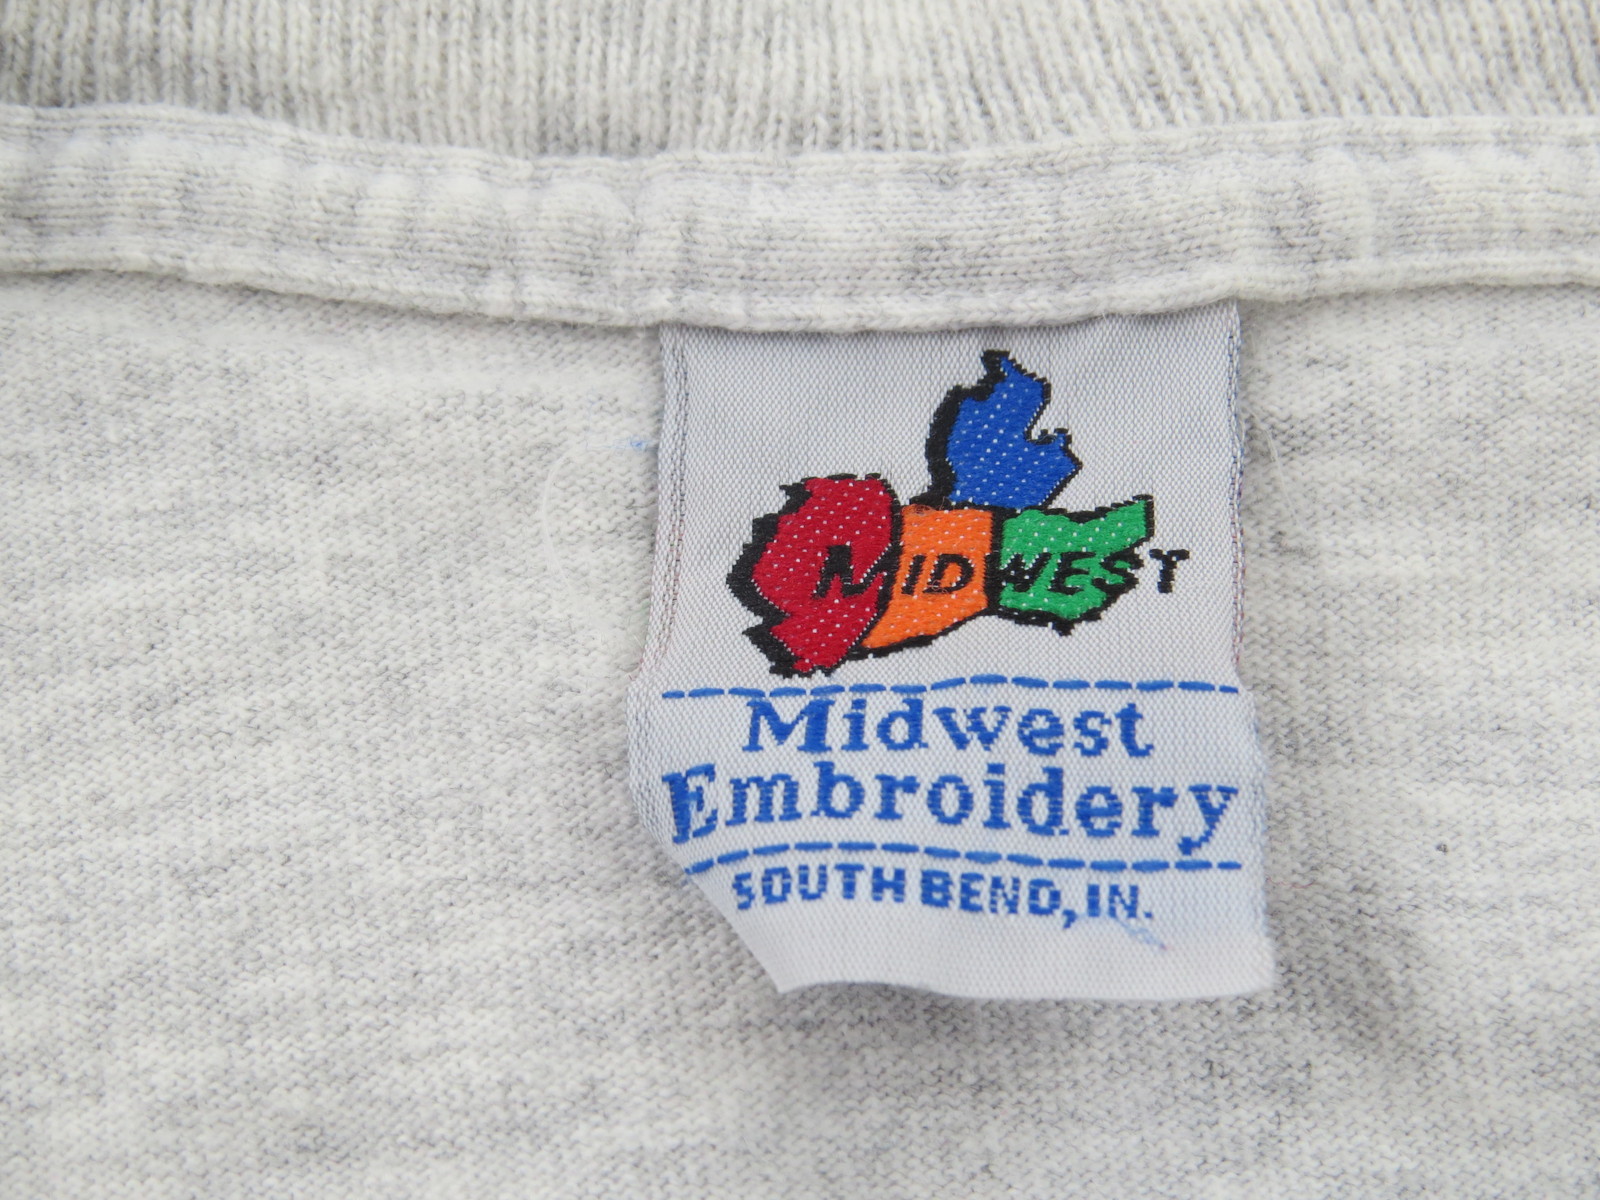 MIDWEST
Midwest
Embroidery
SOUTH BEND, IN.